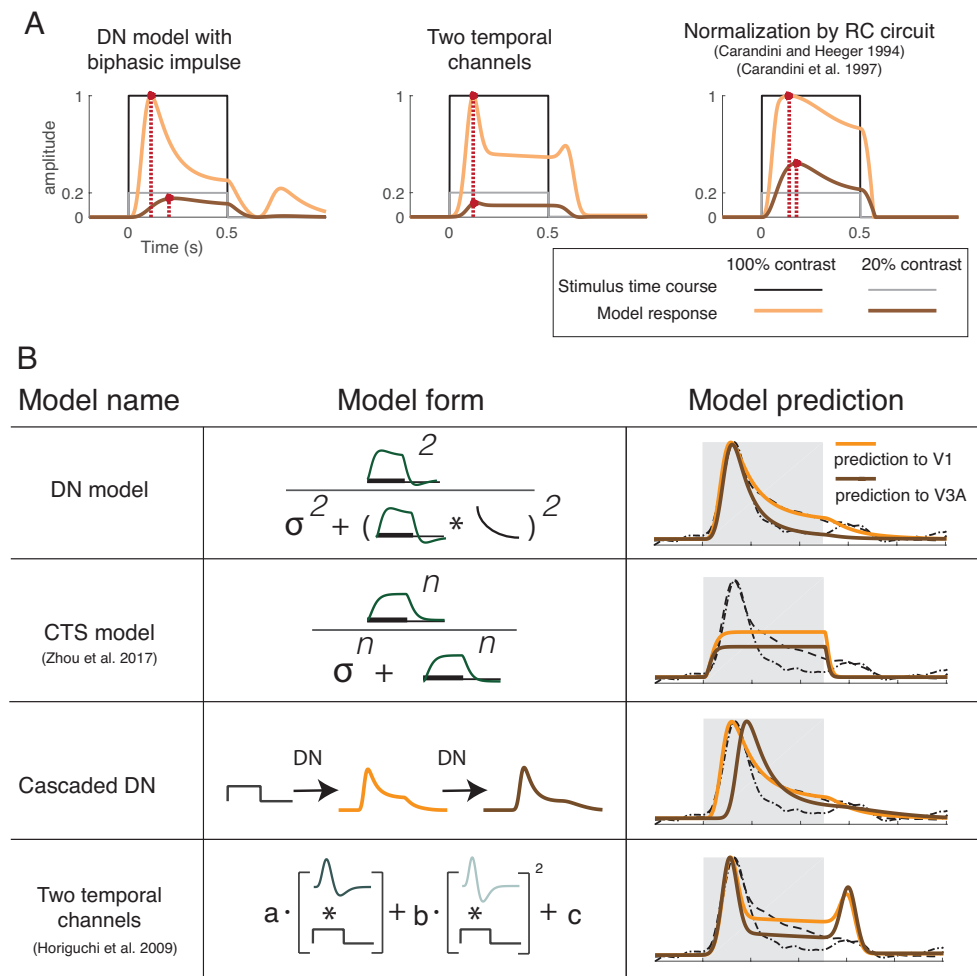 A
DN model with
biphasic impulse
Two temporal
channels
Normalization by RC circuit
(Carandini and Heeger 1994)
(Carandini et al. 1997)
amplitude
1
0.2
0
0
0.5
Time (s)
1
0.2
0
0
0.5
1
0.2
0
0
0.5
100% contrast
20% contrast
Stimulus time course
Model response
B
Model name
Model form
Model prediction
DN model
2
σ2 + ( * )2
prediction to V1
prediction to V3A
CTS model
(Zhou et al. 2017)
n
σn + n
Cascaded DN
DN
DN
Two temporal
channels
(Horiguchi et al. 2009)
a · [ * ] + b · [ * ]2 + c